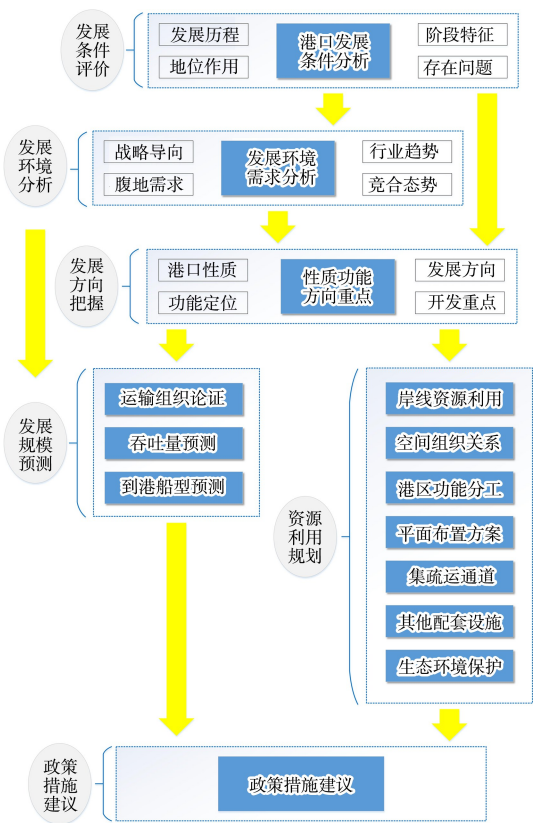 发展
条件
评价
发展历程
地位作用
港口发展
条件分析
阶段特征
存在问题
发展
环境
分析
战略导向
腹地需求
发展环境
需求分析
行业趋势
竞合态势
发展
方向
把握
港口性质
功能定位
性质功能
方向重点
发展方向
开发重点
发展
规模
预测
运输组织论证
吞吐量预测
到港船型预测
资源
利用
规划
岸线资源利用
空间组织关系
港区功能分工
平面布置方案
集疏运通道
其他配套设施
生态环境保护
政策
措施
建议
政策措施建议